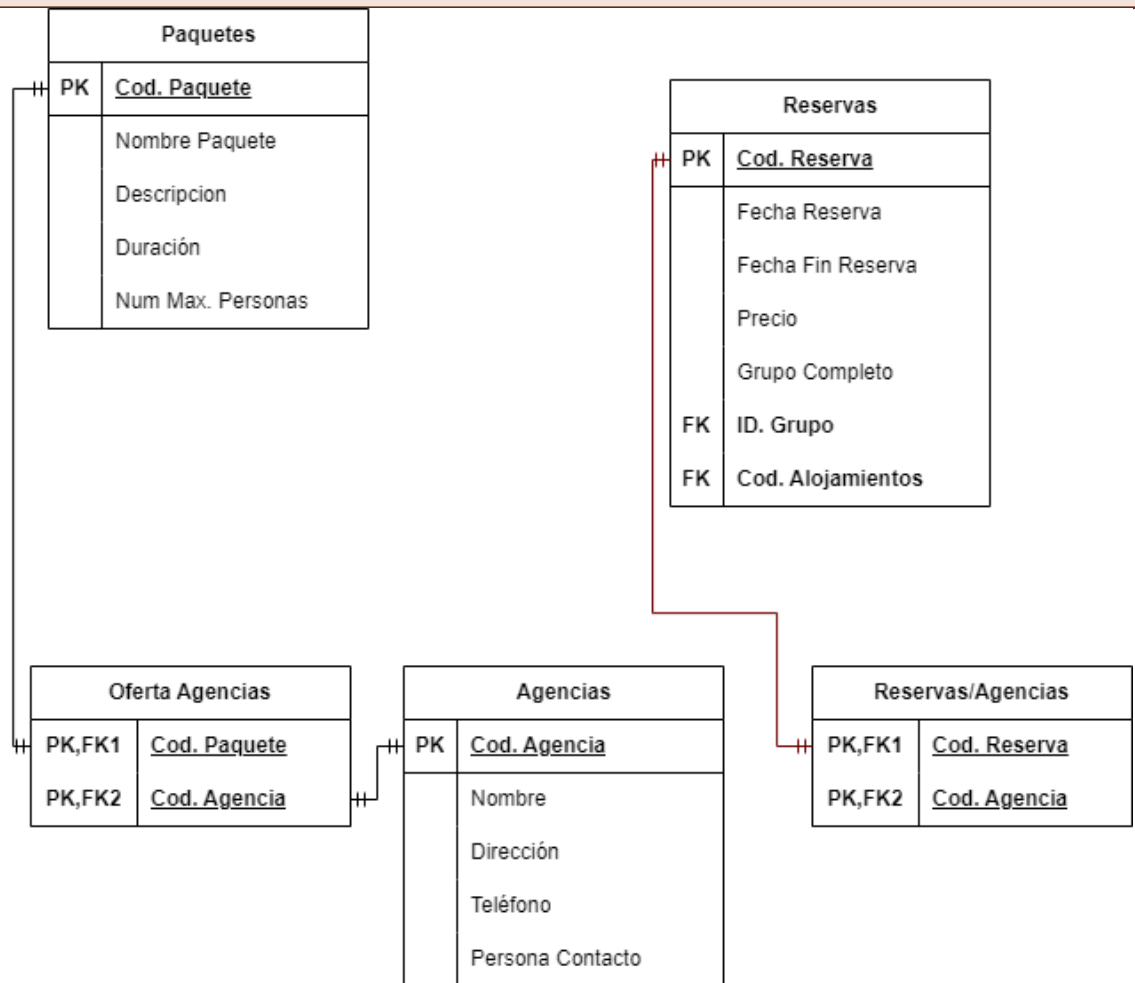 Paquetes
PK Cod. Paquete
Nombre Paquete
Descripcion
Duración
Num Max. Personas
Reservas
PK Cod. Reserva
Fecha Reserva
Fecha Fin Reserva
Precio
Grupo Completo
FK ID. Grupo
FK Cod. Alojamientos
Oferta Agencias
PK,FK1 Cod. Paquete
PK,FK2 Cod. Agencia
Agencias
PK Cod. Agencia
Nombre
Dirección
Teléfono
Persona Contacto
Reservas/Agencias
PK,FK1 Cod. Reserva
PK,FK2 Cod. Agencia